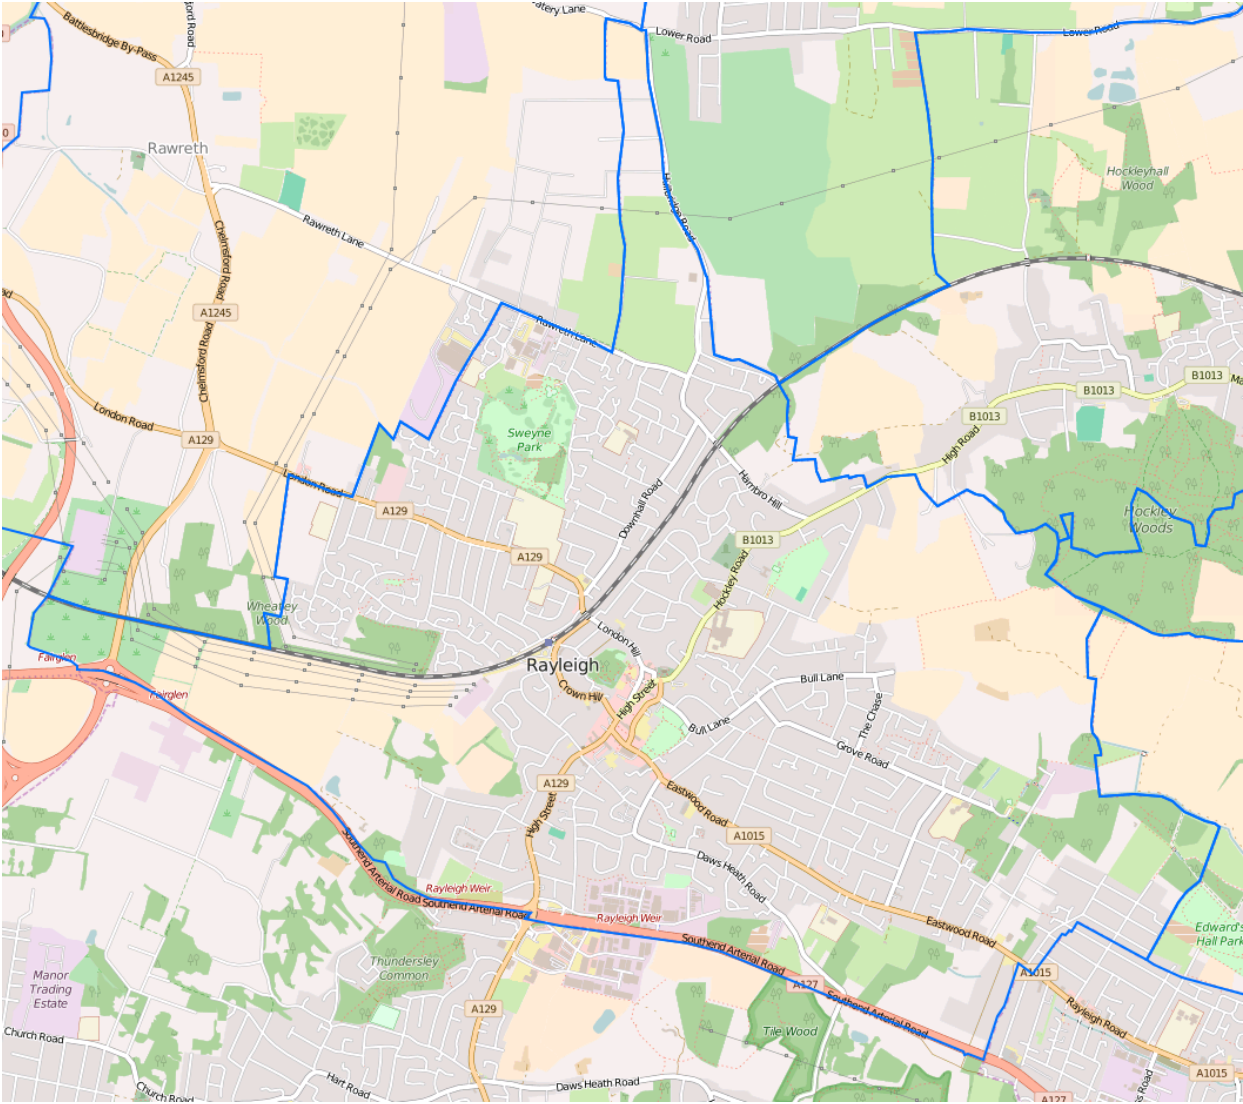 Battlesbridge By-Pass
Lower Road
Lower Road
A1245
Rawreth
Hockleyhall
Wood
Hullbridge Road
Rawreth Lane
Chelmsford Road
A1245
Rawreth Lane
Chelmsford Road
B1013
B1013
B1013
London Road
A129
High Road
Sweyne
Park
London Road
Hambro Hill
A129
Downhall Road
Hockley
Woods
B1013
A129
Hockley Road
Wheatley
Wood
London Hill
Fairglen
Rayleigh
Bull Lane
Fairglen
Crown Hill
High Street
The Chase
Bull Lane
Grove Road
A129
Eastwood Road
High Street
A1015
Southend Arterial Road
Daws Heath Road
Rayleigh Weir
Southend Arterial Road
Rayleigh Weir
Eastwood Road
Edward's
Hall Park
Southend Arterial Road
Thundersley
Common
Manor
Trading
Estate
A1015
A127
Southend Arterial Road
A129
Rayleigh Road
Tile Wood
Church Road
A1015
Hart Road
Daws Heath Road
Church Road
A127